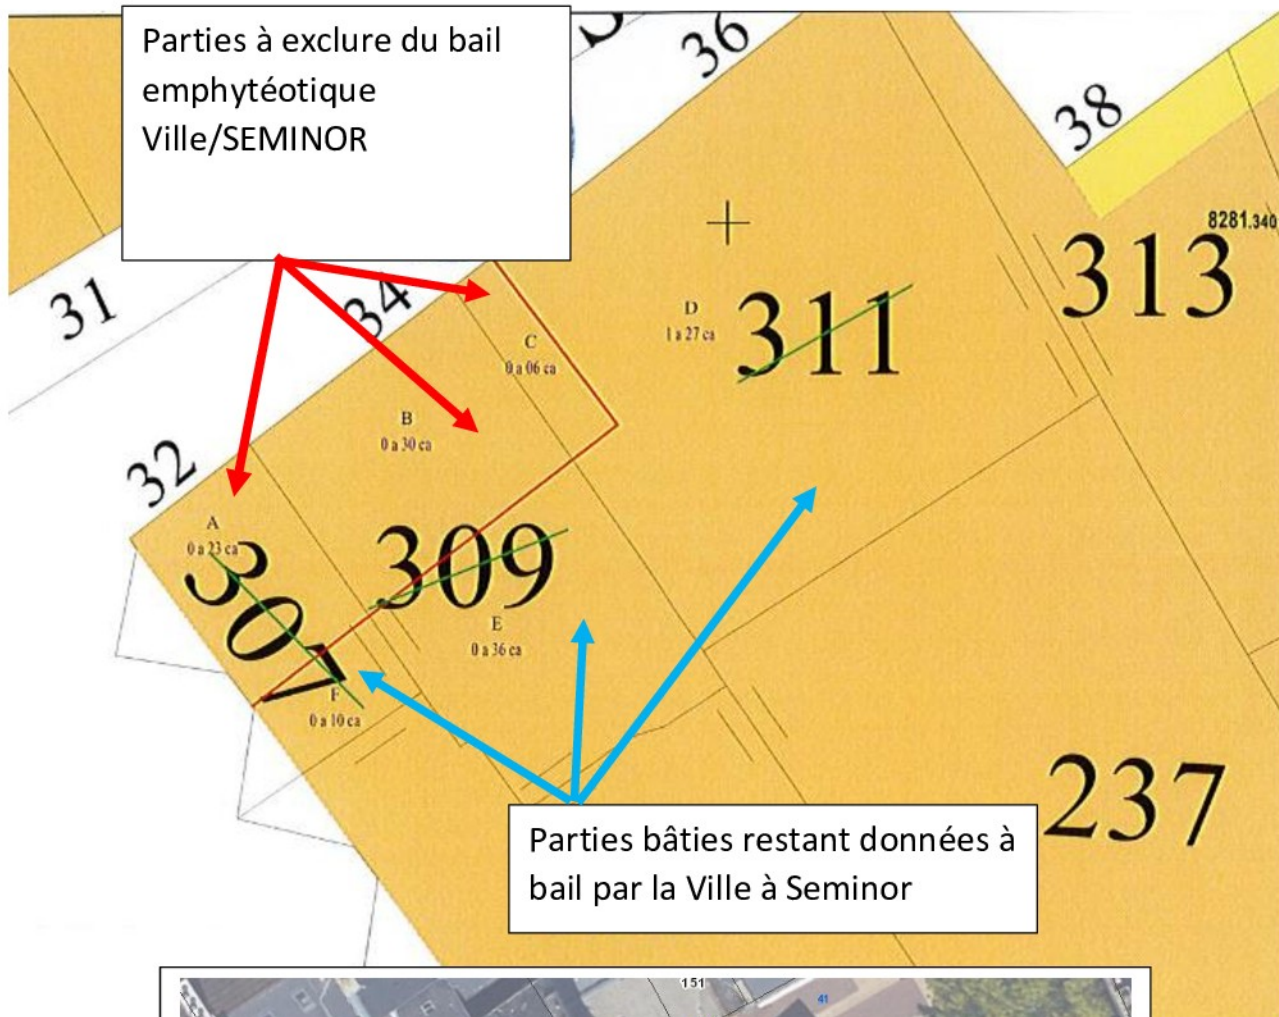 Parties à exclure du bail
emphytéotique
Ville/SEMINOR
36
38
8281.340
313
31
34
D
1 a 27 ca
311
C
0 a 06 ca
B
0 a 30 ca
32
A
0 a 23 ca
307
309
E
0 a 36 ca
F
0 a 10 ca
237
Parties bâties restant données à
bail par la Ville à Seminor
151
41